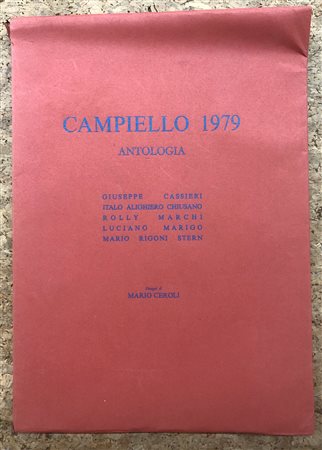 CAMPIELLO 1979
ANTOLOGIA
GIUSEPPE CASSIERI
ITALO ALIGHIERO CHIUSANO
ROLLY MARCHI
LUCIANO MARIGO
MARIO RIGONI STERN
Disegni di
MARIO CEROLI